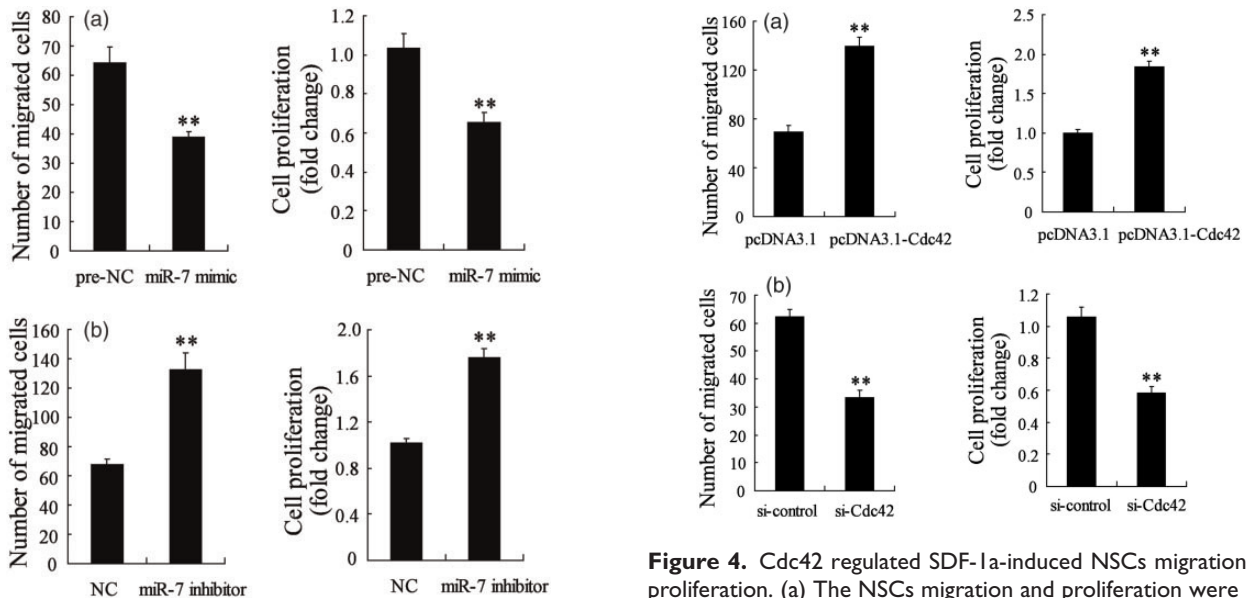 (a)
Number of migrated cells
80
70
60
50
40
30
20
10
0
**
pre-NC
miR-7 mimic
Cell proliferation
(fold change)
1.2
1.0
0.8
0.6
0.4
0.2
0
**
pre-NC
miR-7 mimic
(b)
Number of migrated cells
160
140
120
100
80
60
40
20
0
**
NC
miR-7 inhibitor
Cell proliferation
(fold change)
2.0
1.6
1.2
0.8
0.4
0
**
NC
miR-7 inhibitor
(a)
Number of migrated cells
160
120
80
40
0
**
pcDNA3.1
pcDNA3.1-Cdc42
Cell proliferation
(fold change)
2.5
2.0
1.5
1.0
0.5
0
**
pcDNA3.1
pcDNA3.1-Cdc42
(b)
Number of migrated cells
70
60
50
40
30
20
10
0
**
si-control
si-Cdc42
Cell proliferation
(fold change)
1.2
1.0
0.8
0.6
0.4
0.2
0
**
si-control
si-Cdc42
Figure 4. Cdc42 regulated SDF-1a-induced NSCs migration
proliferation. (a) The NSCs migration and proliferation were